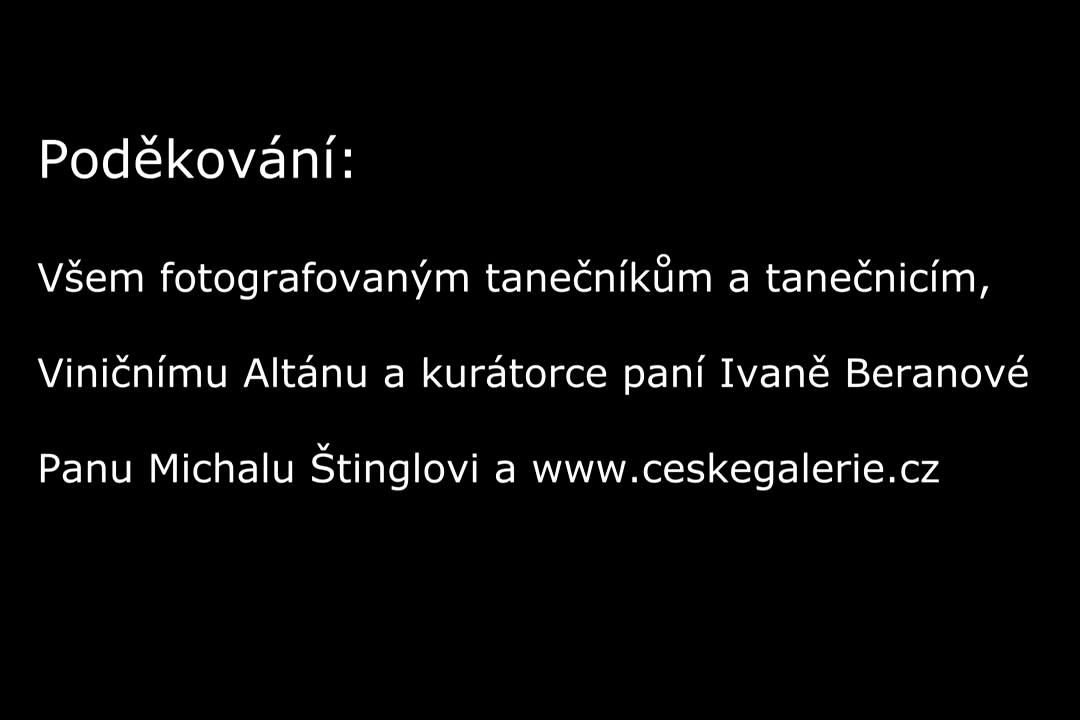 Poděkování:
Všem fotografovaným tanečníkům a tanečnicím,
Viničnímu Altánu a kurátorce paní Ivaně Beranové
Panu Michalu Štinglovi a www.ceskegalerie.cz